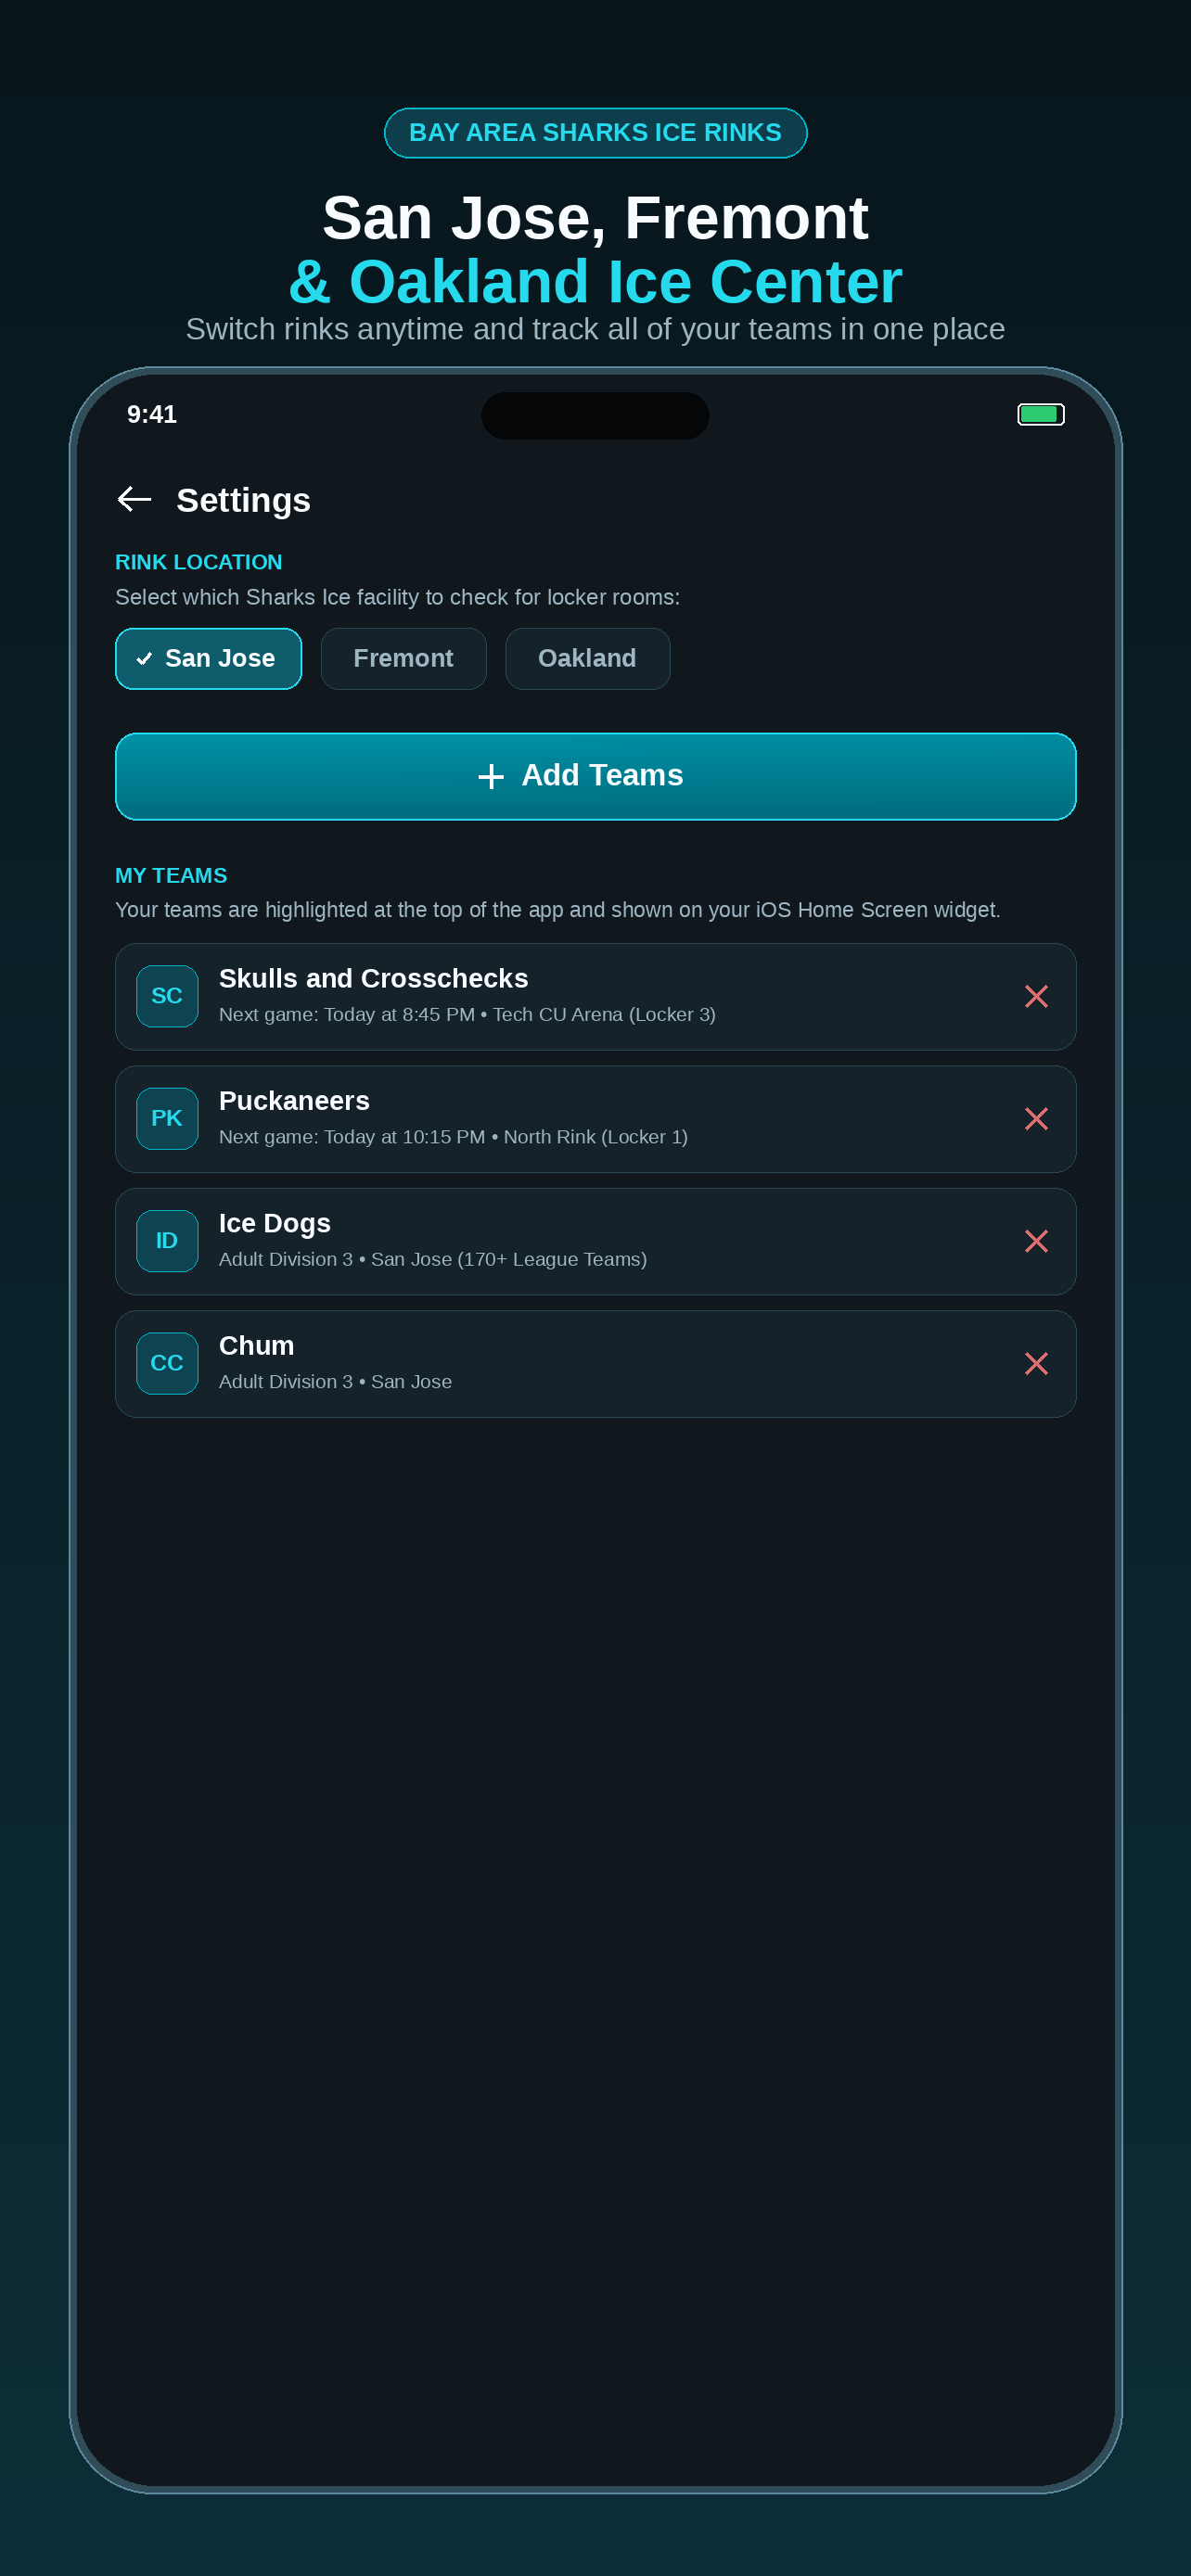 BAY AREA SHARKS ICE RINKS
San Jose, Fremont
& Oakland Ice Center
Switch rinks anytime and track all of your teams in one place
9:41
Settings
RINK LOCATION
Select which Sharks Ice facility to check for locker rooms:
San Jose
Fremont
Oakland
Add Teams
MY TEAMS
Your teams are highlighted at the top of the app and shown on your iOS Home Screen widget.
SC
Skulls and Crosschecks
Next game: Today at 8:45 PM • Tech CU Arena (Locker 3)
PK
Puckaneers
Next game: Today at 10:15 PM • North Rink (Locker 1)
ID
Ice Dogs
Adult Division 3 • San Jose (170+ League Teams)
CC
Chum
Adult Division 3 • San Jose